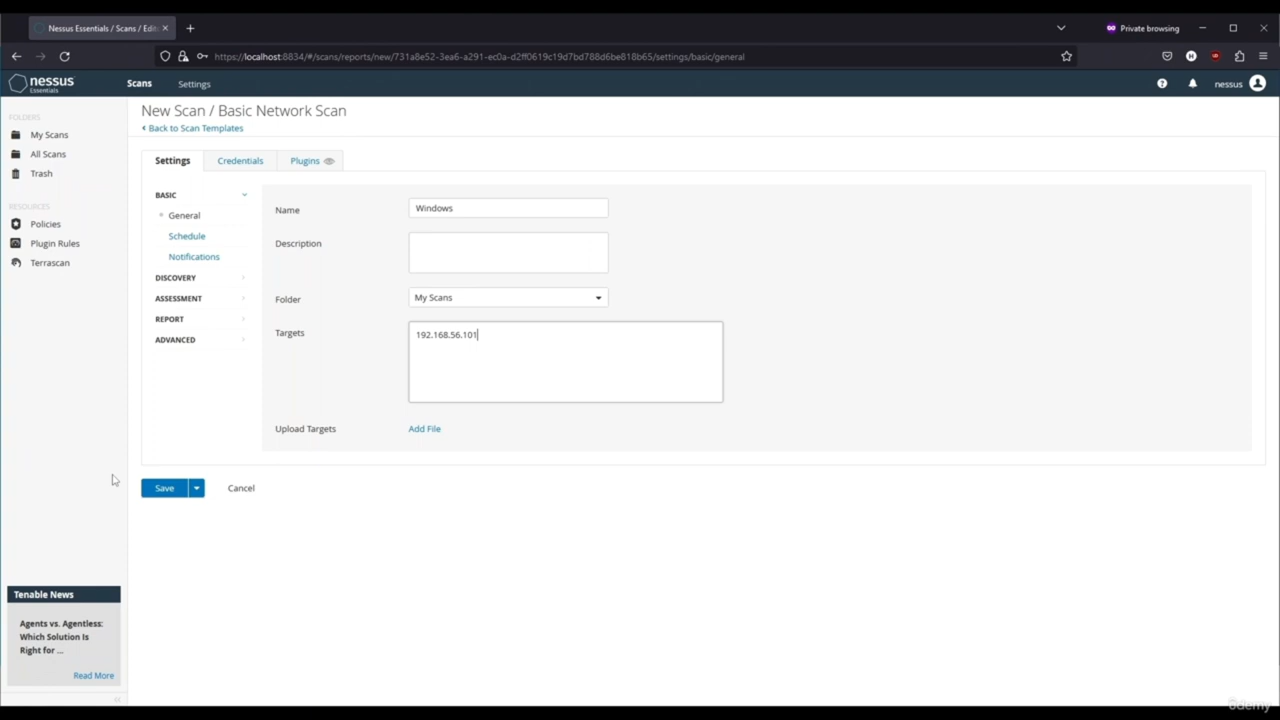 Nessus Essentials / Scans / Edit
Private browsing
https://localhost:8834/#/scans/reports/new/731a8e52-3ea6-a291-ec0a-d2ff0619c19d7bd788d6be818b65/settings/basic/general
nessus
Essentials
Scans
Settings
nessus
FOLDERS
My Scans
All Scans
Trash
RESOURCES
Policies
Plugin Rules
Terrascan
New Scan / Basic Network Scan
Back to Scan Templates
Settings
Credentials
Plugins
BASIC
General
Schedule
Notifications
DISCOVERY
ASSESSMENT
REPORT
ADVANCED
Name
Windows
Description
Folder
My Scans
Targets
192.168.56.101
Upload Targets
Add File
Save
Cancel
Tenable News
Agents vs. Agentless:
Which Solution Is
Right for ...
Read More
ûdemy